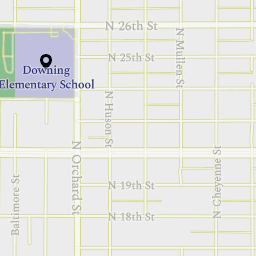 N 26th St
N Mullen St
N 25th St
Downing
Elementary School
N Huson St
N Orchard St
N Cheyenne St
Baltimore St
N 19th St
N 18th St